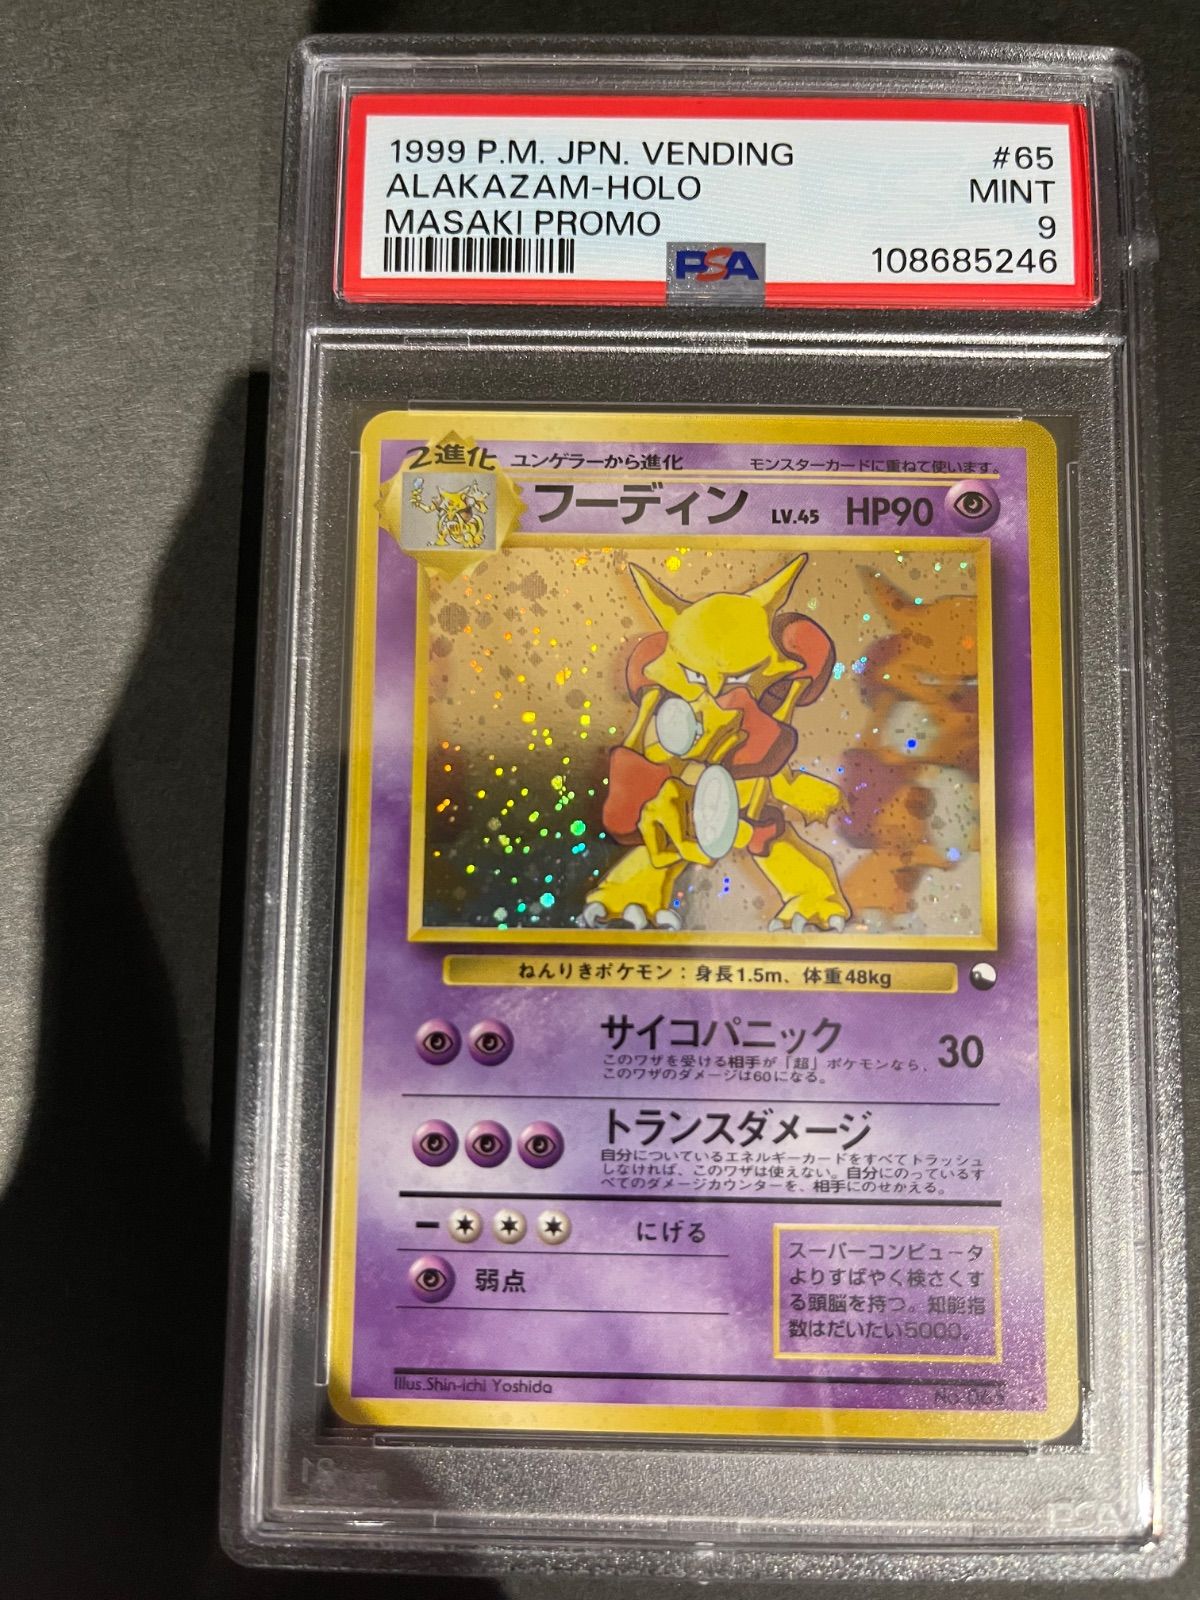 1999 P.M. JPN. VENDING #65
ALAKAZAM-HOLO MINT
MASAKI PROMO 9
PSA 108685246
2進化 ユンゲラーから進化 モンスターカードに重ねて使います。
フーディン LV.45 HP90
ねんりきポケモン：身長1.5m、体重48kg
サイコパニック 30
このワザを受ける相手が「超」ポケモンなら、
このワザのダメージは60になる。
トランスダメージ
自分についているエネルギーカードをすべてトラッシュ
しなければ、このワザは使えない。自分にのっているす
べてのダメージカウンターを、相手にのせかえる。
にげる
弱点
スーパーコンピュータ
よりすばやく検さくす
る頭脳を持つ。知能指
数はだいたい5000。
Illus.Shin-ichi Yoshida No.065
PSA